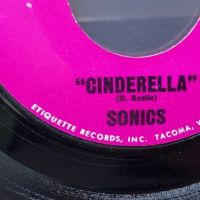 "CINDERELLA"
(G. Roslie)
SONICS
ETIQUETTE RECORDS, INC. TACOMA,